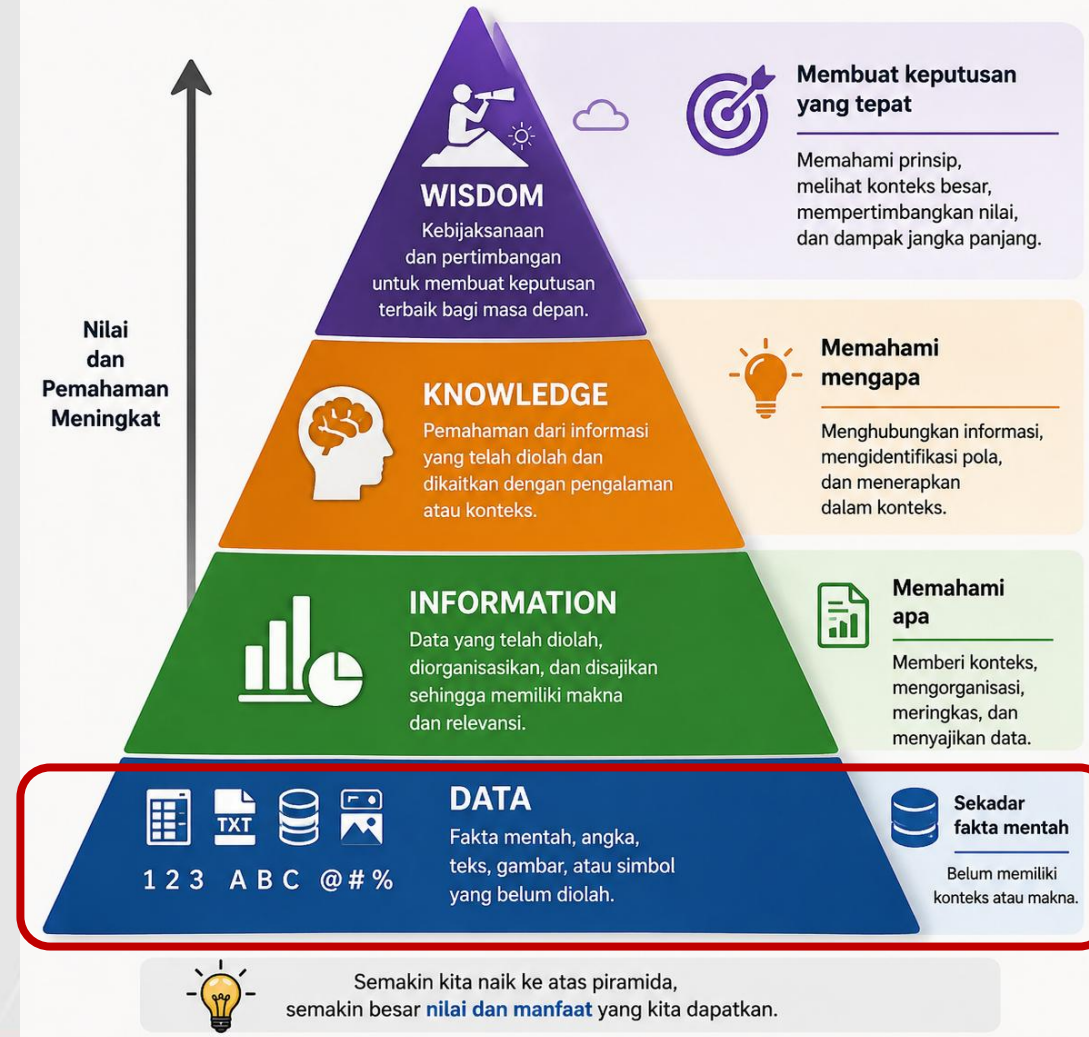 WISDOM
Kebijaksanaan
dan pertimbangan
untuk membuat keputusan
terbaik bagi masa depan.
Membuat keputusan
yang tepat
Memahami prinsip,
melihat konteks besar,
mempertimbangkan nilai,
dan dampak jangka panjang.
Nilai
dan
Pemahaman
Meningkat
KNOWLEDGE
Pemahaman dari informasi
yang telah diolah dan
dikaitkan dengan pengalaman
atau konteks.
Memahami
mengapa
Menghubungkan informasi,
mengidentifikasi pola,
dan menerapkan
dalam konteks.
INFORMATION
Data yang telah diolah,
diorganisasikan, dan disajikan
sehingga memiliki makna
dan relevansi.
Memahami
apa
Memberi konteks,
mengorganisasi,
meringkas, dan
menyajikan data.
TXT
1 2 3 A B C @ # %
DATA
Fakta mentah, angka,
teks, gambar, atau simbol
yang belum diolah.
Sekadar
fakta mentah
Belum memiliki
konteks atau makna.
Semakin kita naik ke atas piramida,
semakin besar nilai dan manfaat yang kita dapatkan.